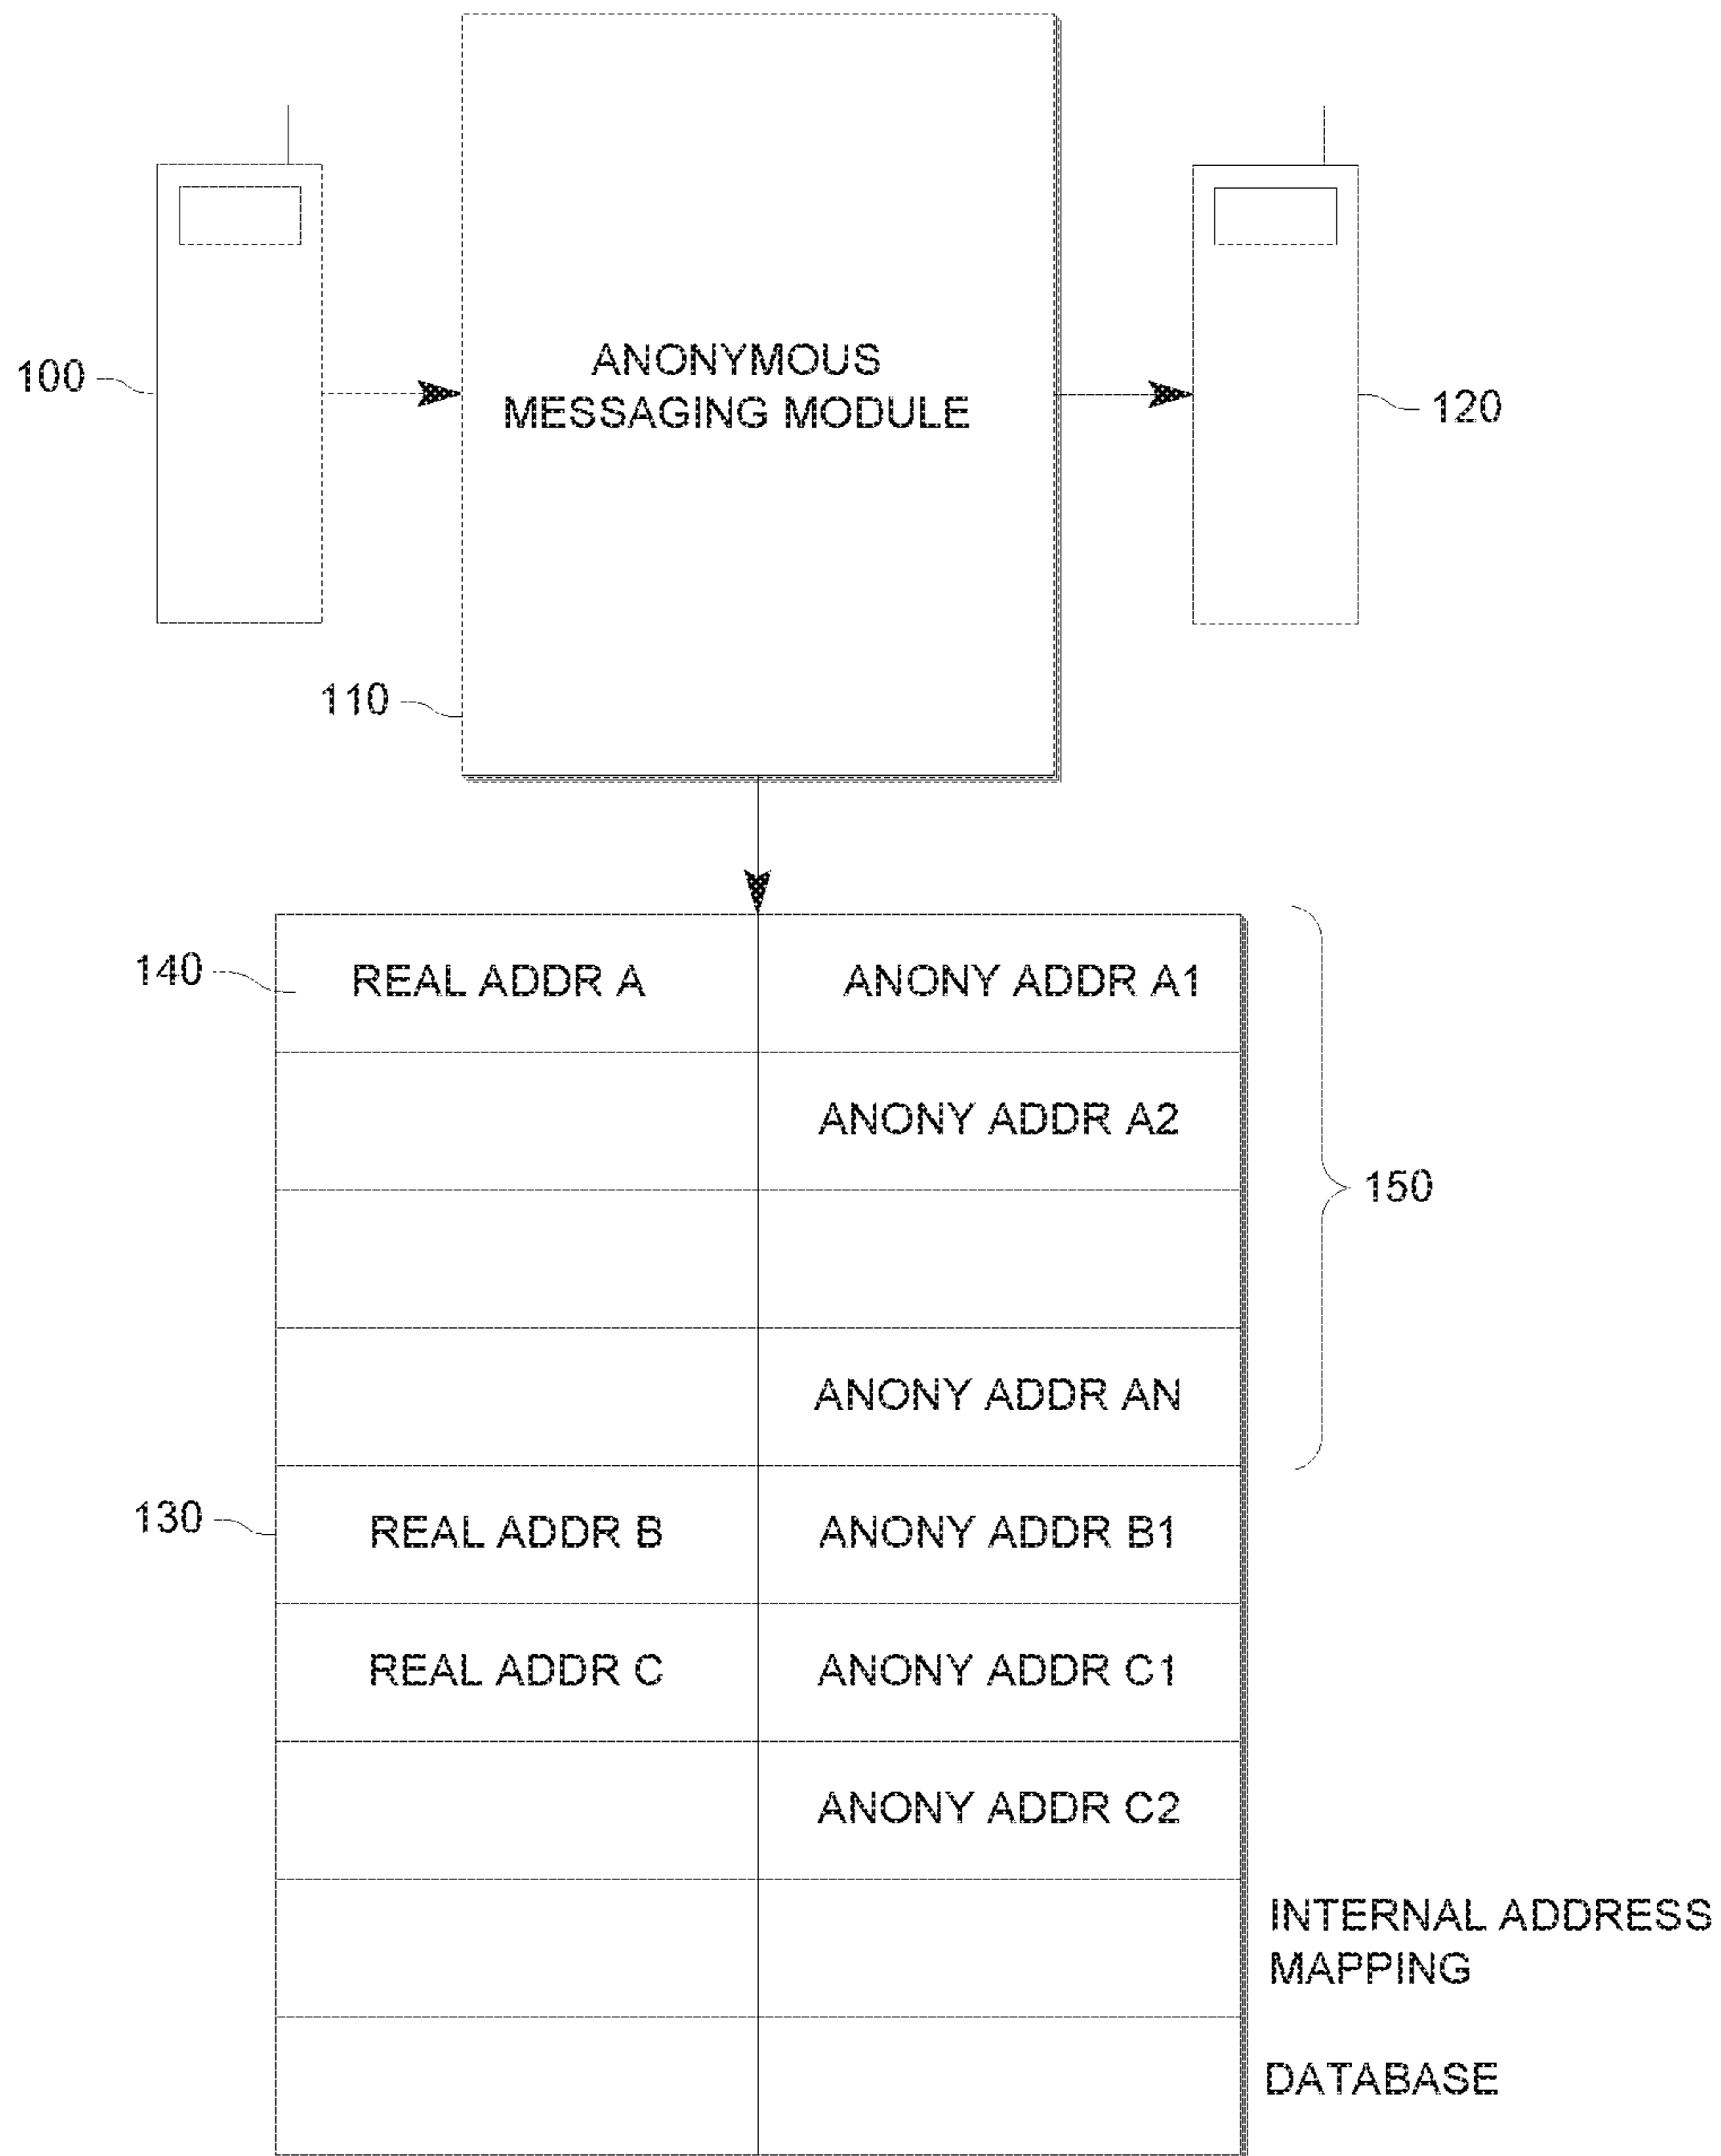 ANONYMOUS
MESSAGING MODULE
100
120
110
140
REAL ADDR A
ANONY ADDR A1
ANONY ADDR A2
150
ANONY ADDR AN
130
REAL ADDR B
ANONY ADDR B1
REAL ADDR C
ANONY ADDR C1
ANONY ADDR C2
INTERNAL ADDRESS
MAPPING
DATABASE